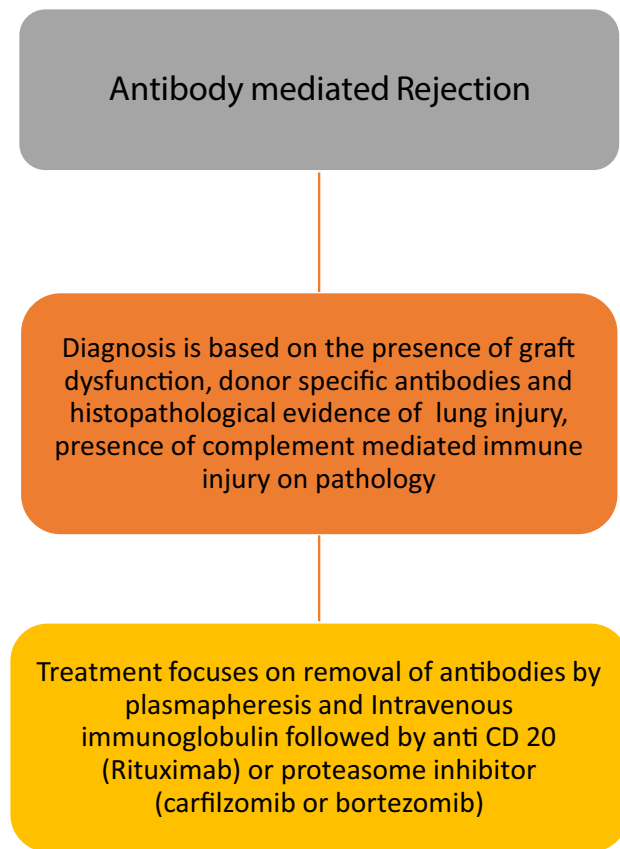 Antibody mediated Rejection
Diagnosis is based on the presence of graft
dysfunction, donor specific antibodies and
histopathological evidence of lung injury,
presence of complement mediated immune
injury on pathology
Treatment focuses on removal of antibodies by
plasmapheresis and Intravenous
immunoglobulin followed by anti CD 20
(Rituximab) or proteasome inhibitor
(carfilzomib or bortezomib)